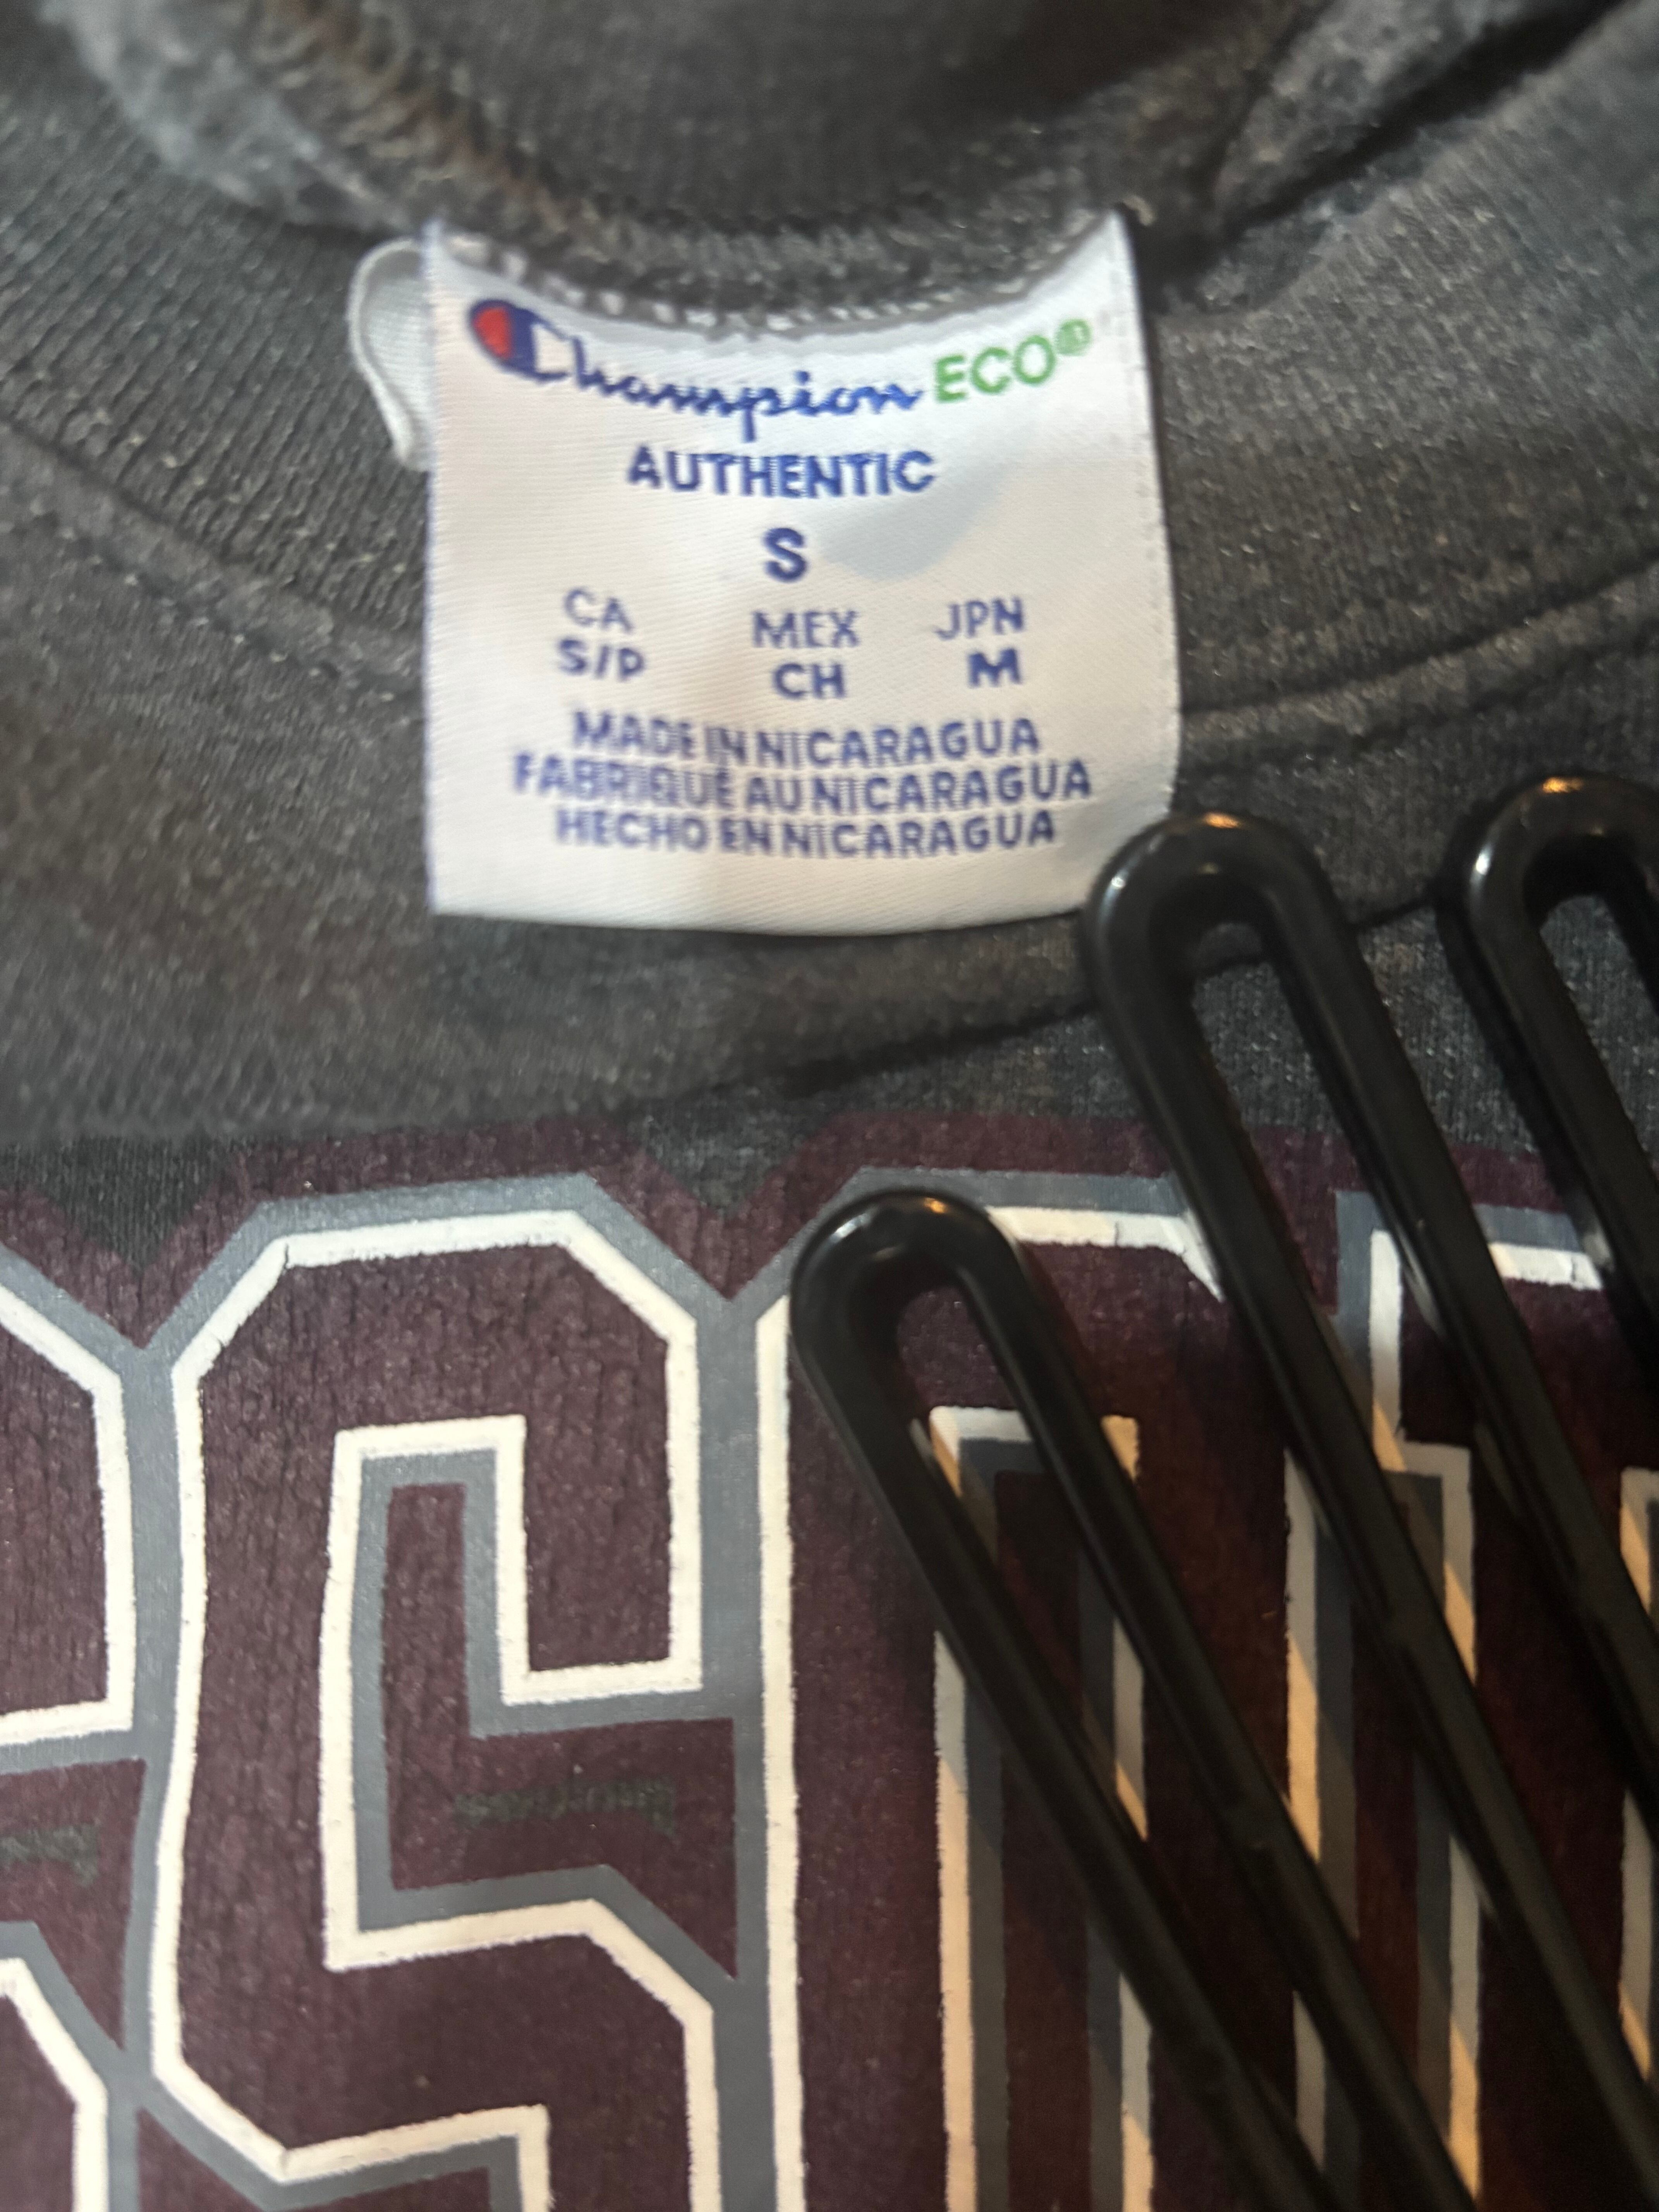 Champion ECO®
AUTHENTIC
S
CA MEX JPN
S/P CH M
MADE IN NICARAGUA
FABRIQUÉ AU NICARAGUA
HECHO EN NICARAGUA